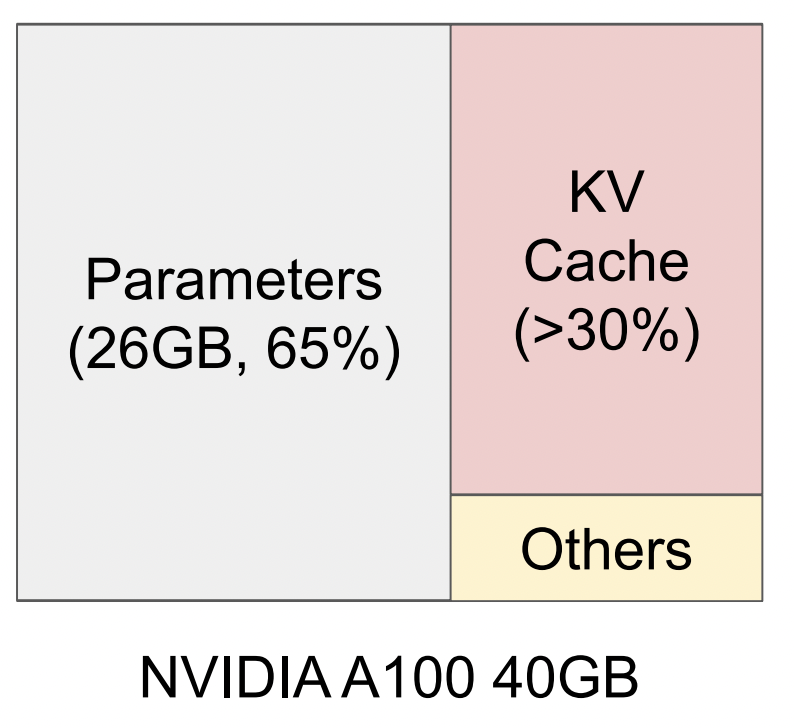 Parameters
(26GB, 65%)
KV
Cache
(>30%)
Others
NVIDIA A100 40GB